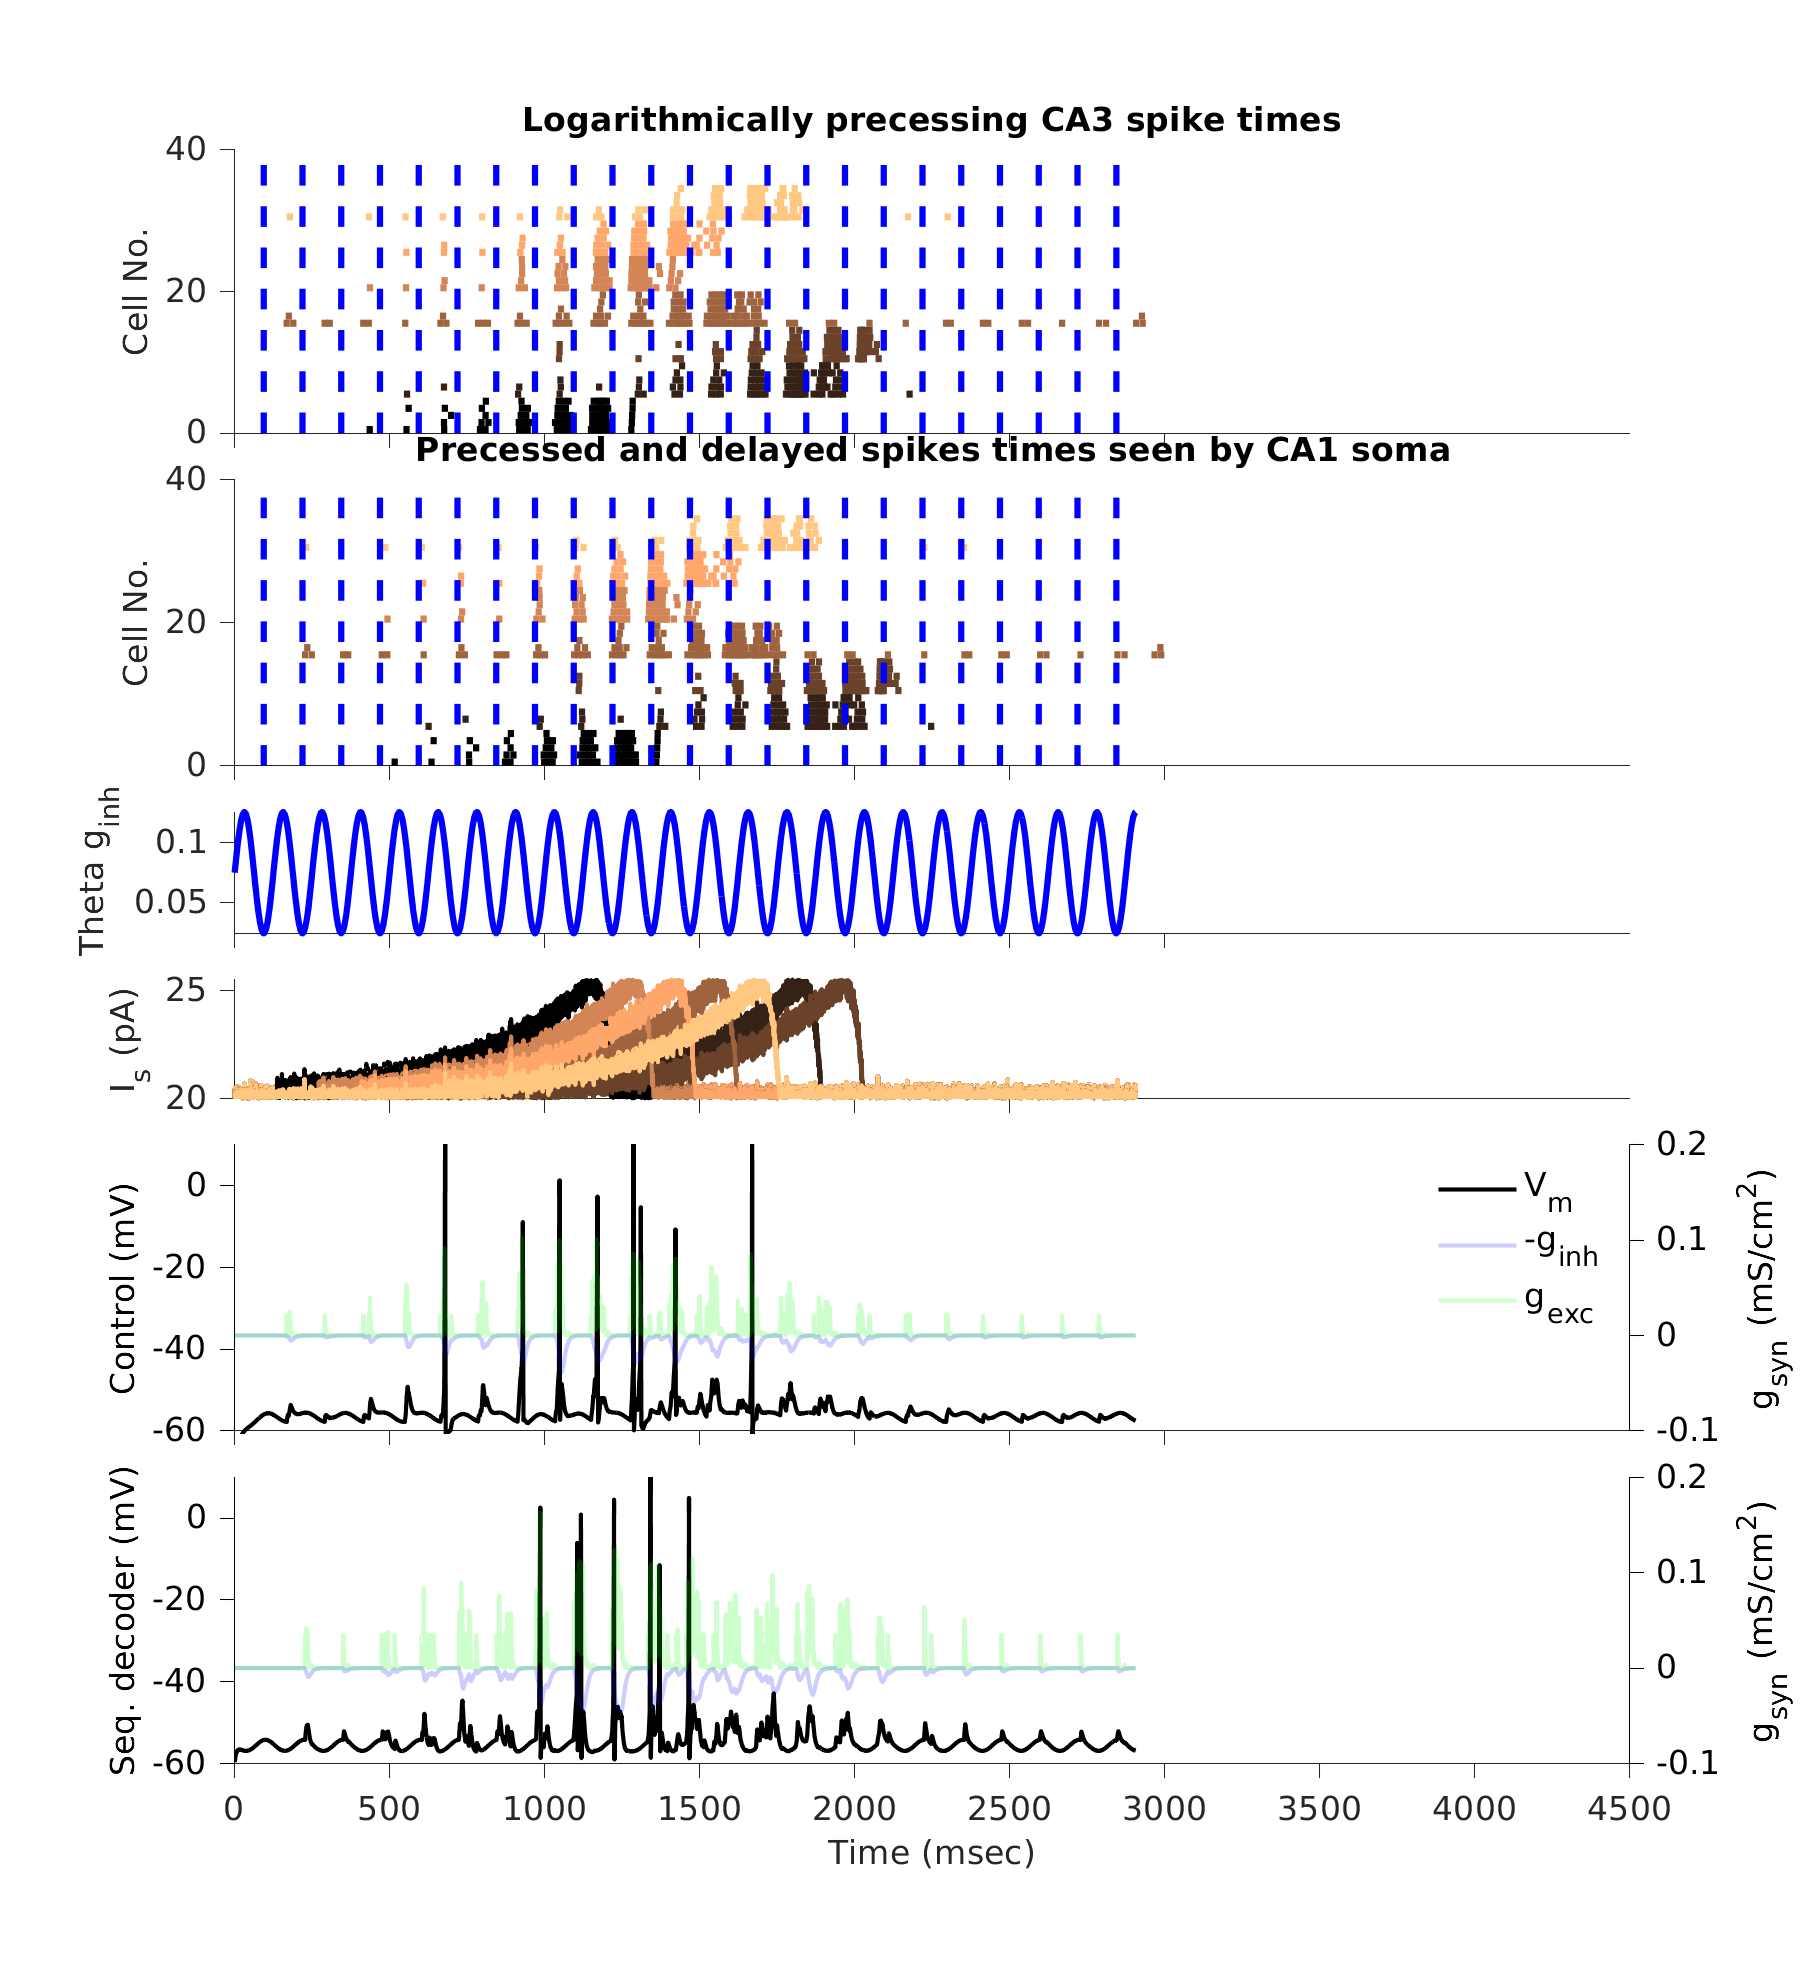 Logarithmically precessing CA3 spike times
40
20
0
Cell No.
Precessed and delayed spikes times seen by CA1 soma
40
20
0
Cell No.
0.1
0.05
Theta g_inh
25
20
I_s (pA)
0
-20
-40
-60
Control (mV)
V_m
-g_inh
g_exc
0.2
0.1
0
-0.1
g_syn (mS/cm^2)
0
-20
-40
-60
Seq. decoder (mV)
0.2
0.1
0
-0.1
g_syn (mS/cm^2)
0 500 1000 1500 2000 2500 3000 3500 4000 4500
Time (msec)